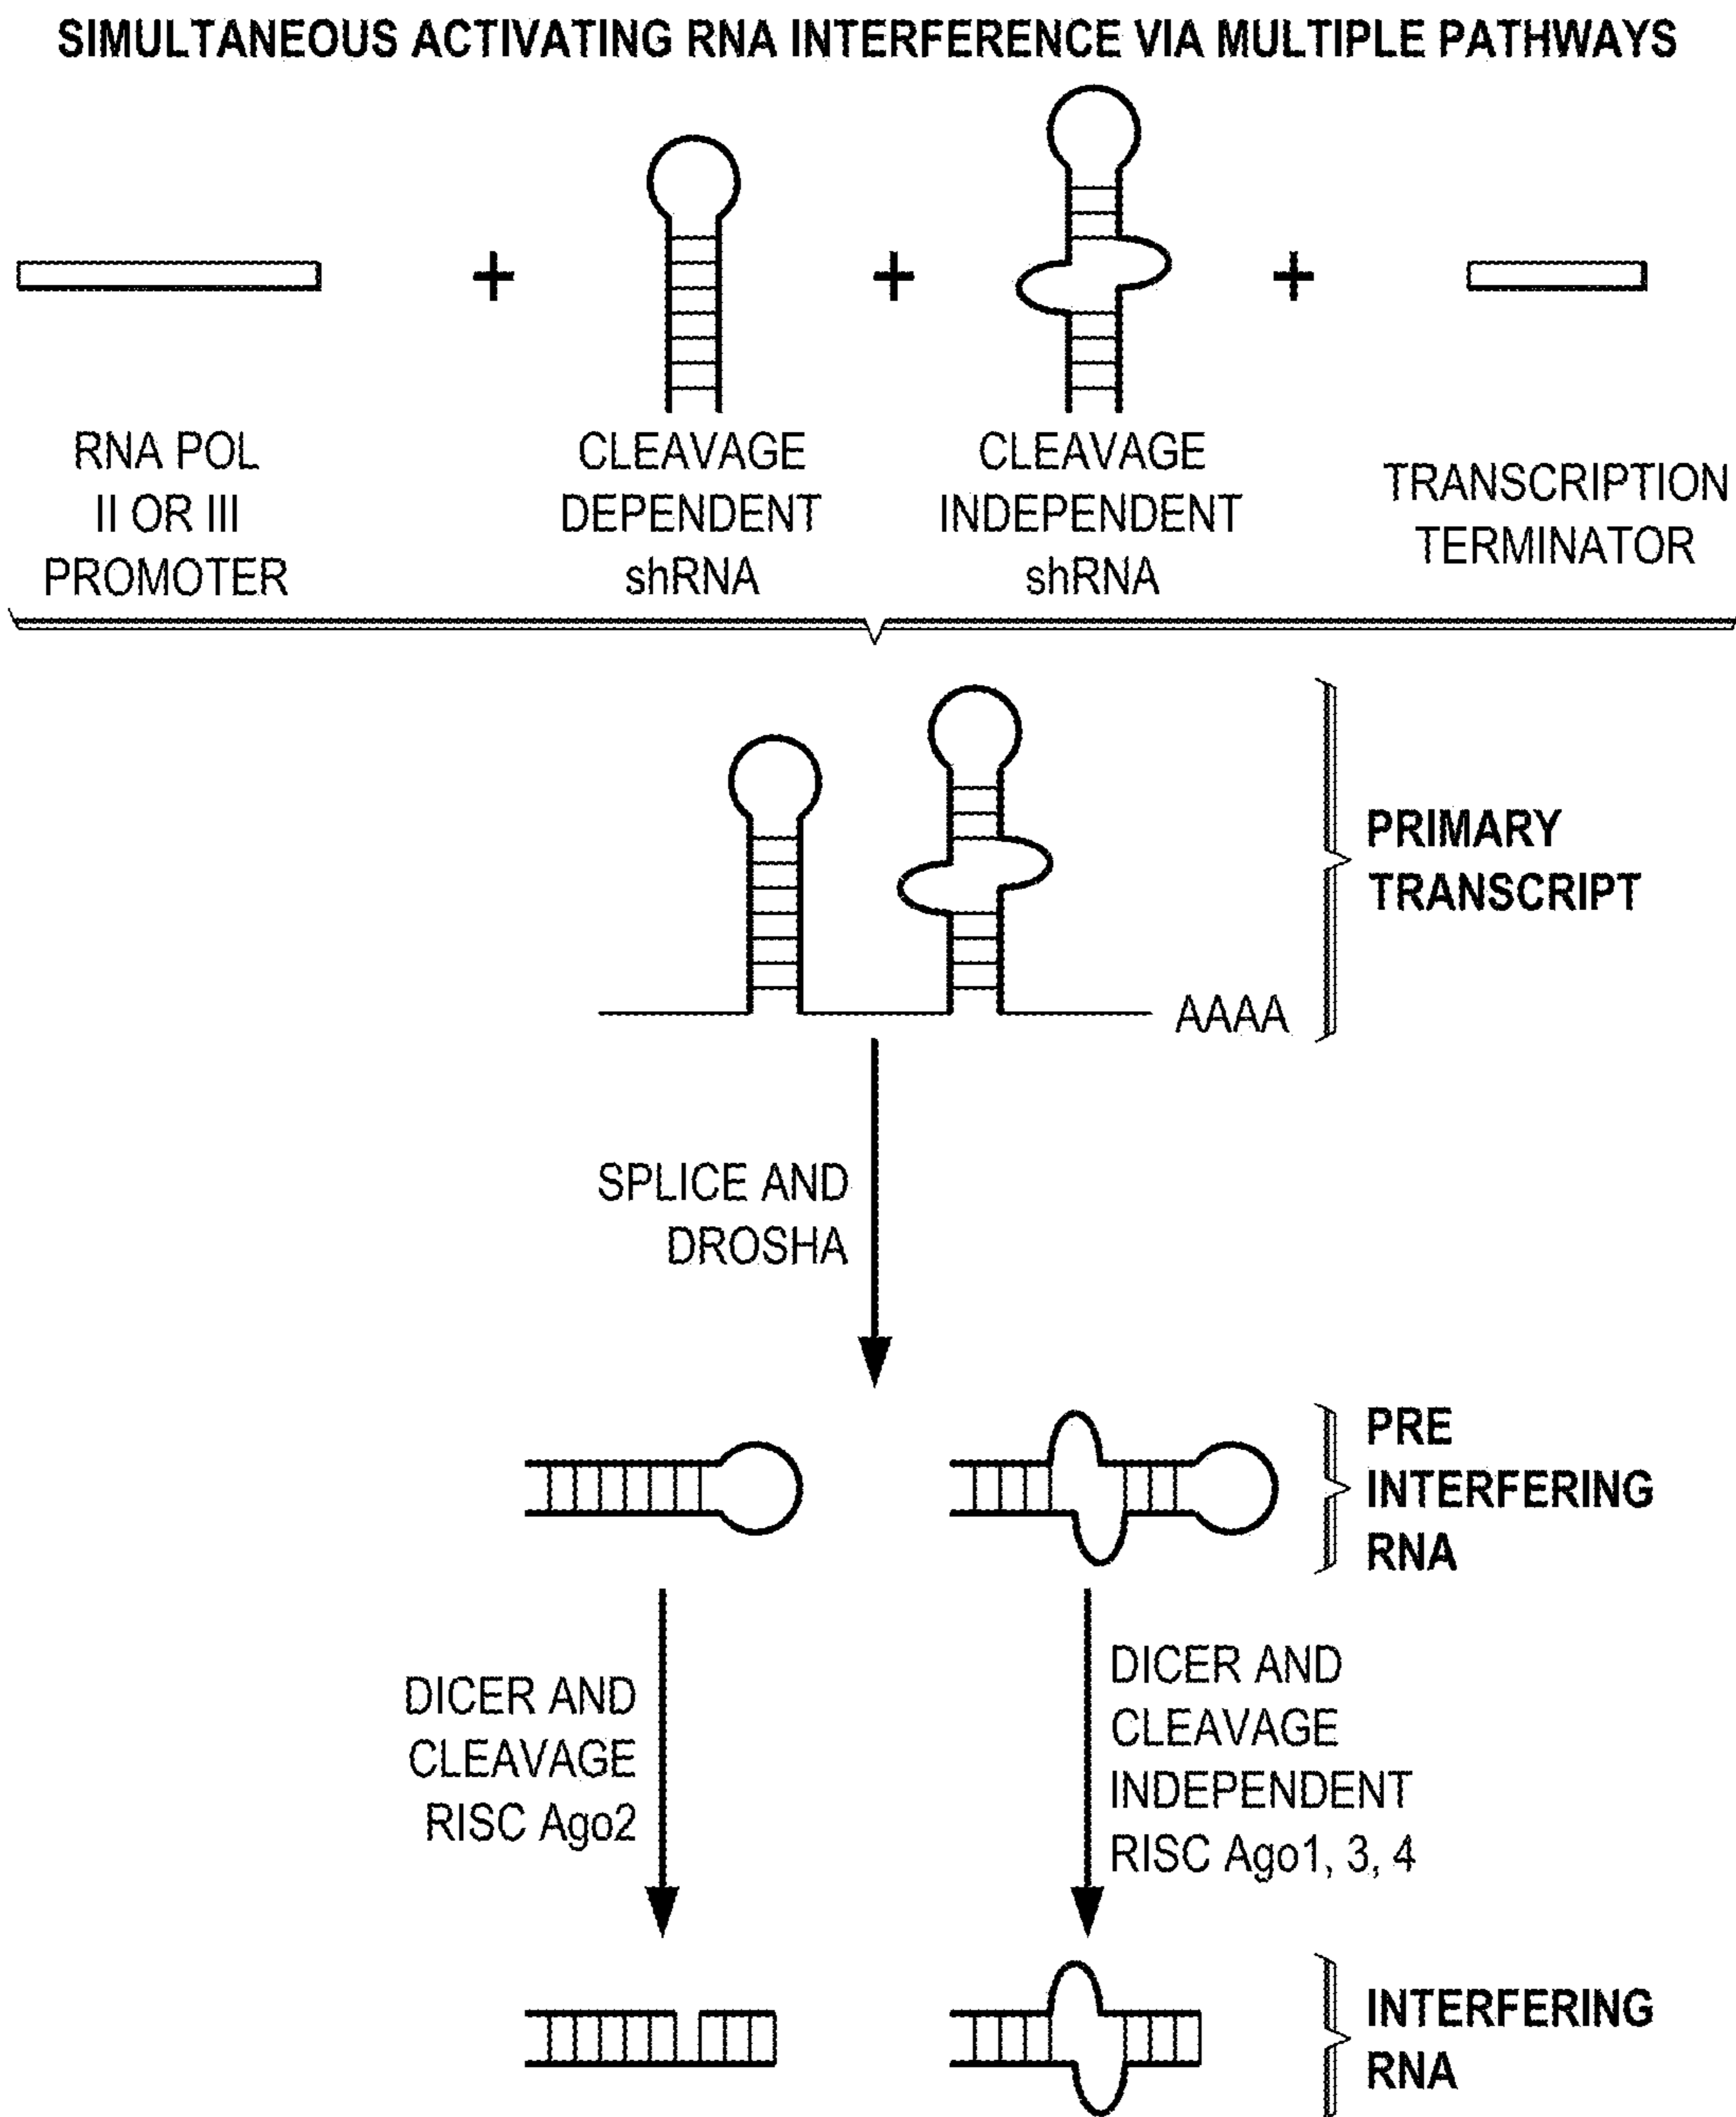 SIMULTANEOUS ACTIVATING RNA INTERFERENCE VIA MULTIPLE PATHWAYS
+
+
+
RNA POL
II OR III
PROMOTER
CLEAVAGE
DEPENDENT
shRNA
CLEAVAGE
INDEPENDENT
shRNA
TRANSCRIPTION
TERMINATOR
PRIMARY
TRANSCRIPT
AAAA
SPLICE AND
DROSHA
PRE
INTERFERING
RNA
DICER AND
CLEAVAGE
RISC Ago2
DICER AND
CLEAVAGE
INDEPENDENT
RISC Ago1, 3, 4
INTERFERING
RNA